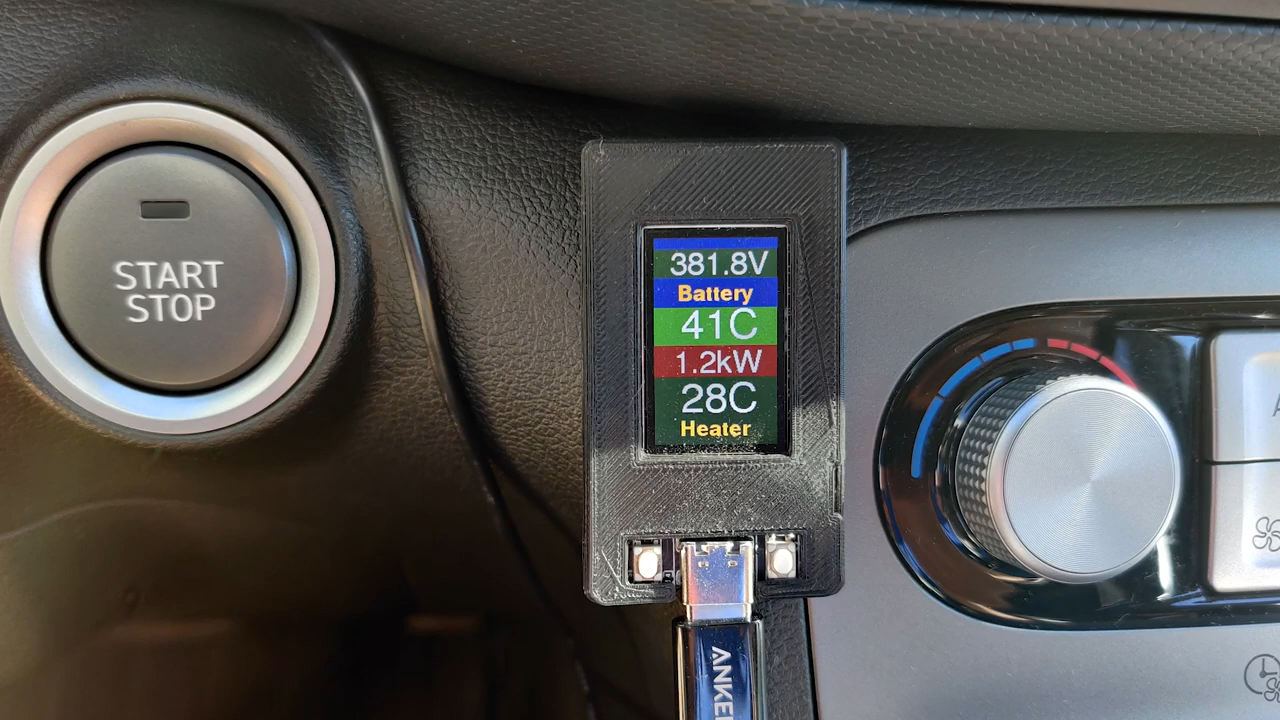 START
STOP
381.8V
Battery
41C
1.2kW
28C
Heater
ANKER